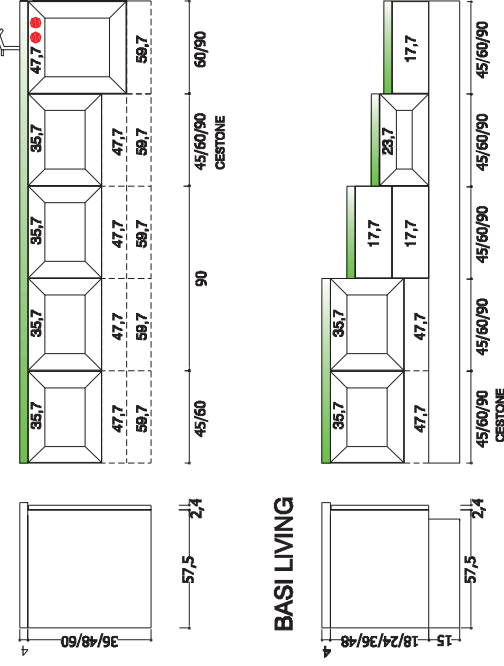 4
36/48/60
57,5 2,4
35,7 35,7 35,7 35,7 47,7
47,7 47,7 47,7 47,7
59,7 59,7 59,7 59,7 59,7
45/60 90 45/60/90 60/90
CESTONE
BASI LIVING
4
18/24/36/48
15
57,5 2,4
35,7 35,7 17,7 23,7 17,7
47,7 47,7 17,7
45/60/90 45/60/90 45/60/90 45/60/90 45/60/90
CESTONE